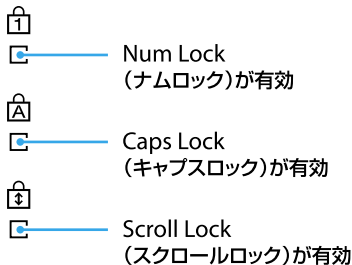 1
Num Lock
（ナムロック）が有効
A
Caps Lock
（キャプスロック）が有効
Scroll Lock
（スクロールロック）が有効